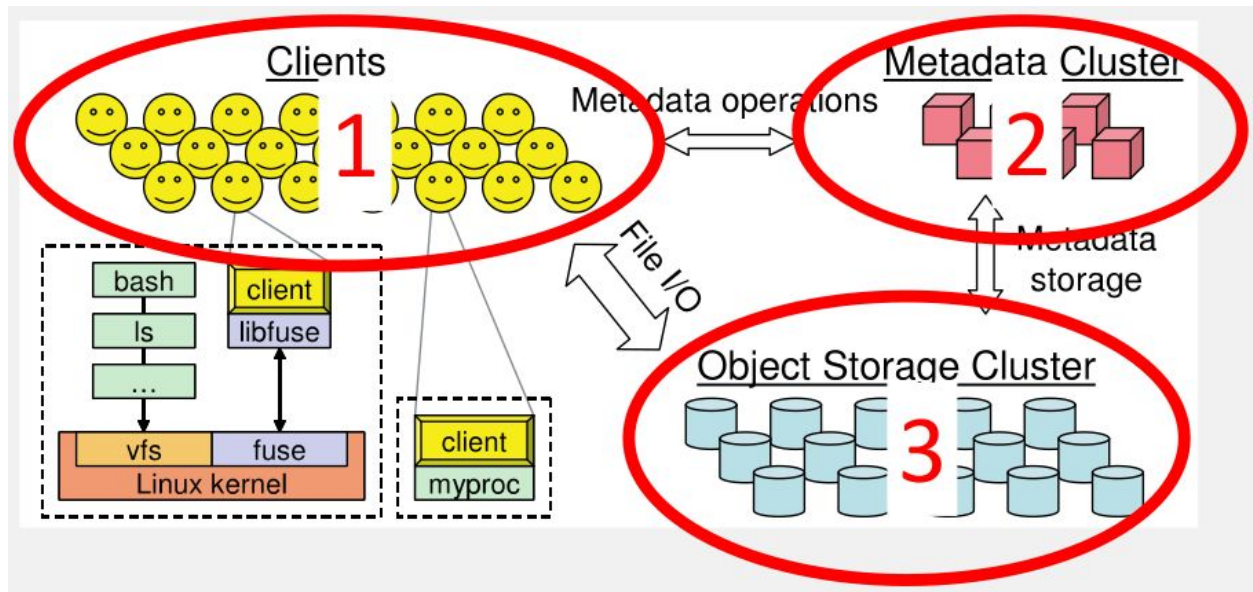 Clients
1
Metadata Cluster
2
Metadata operations
File I/O
Metadata
storage
bash
ls
...
vfs
client
libfuse
fuse
Linux kernel
client
myproc
Object Storage Cluster
3